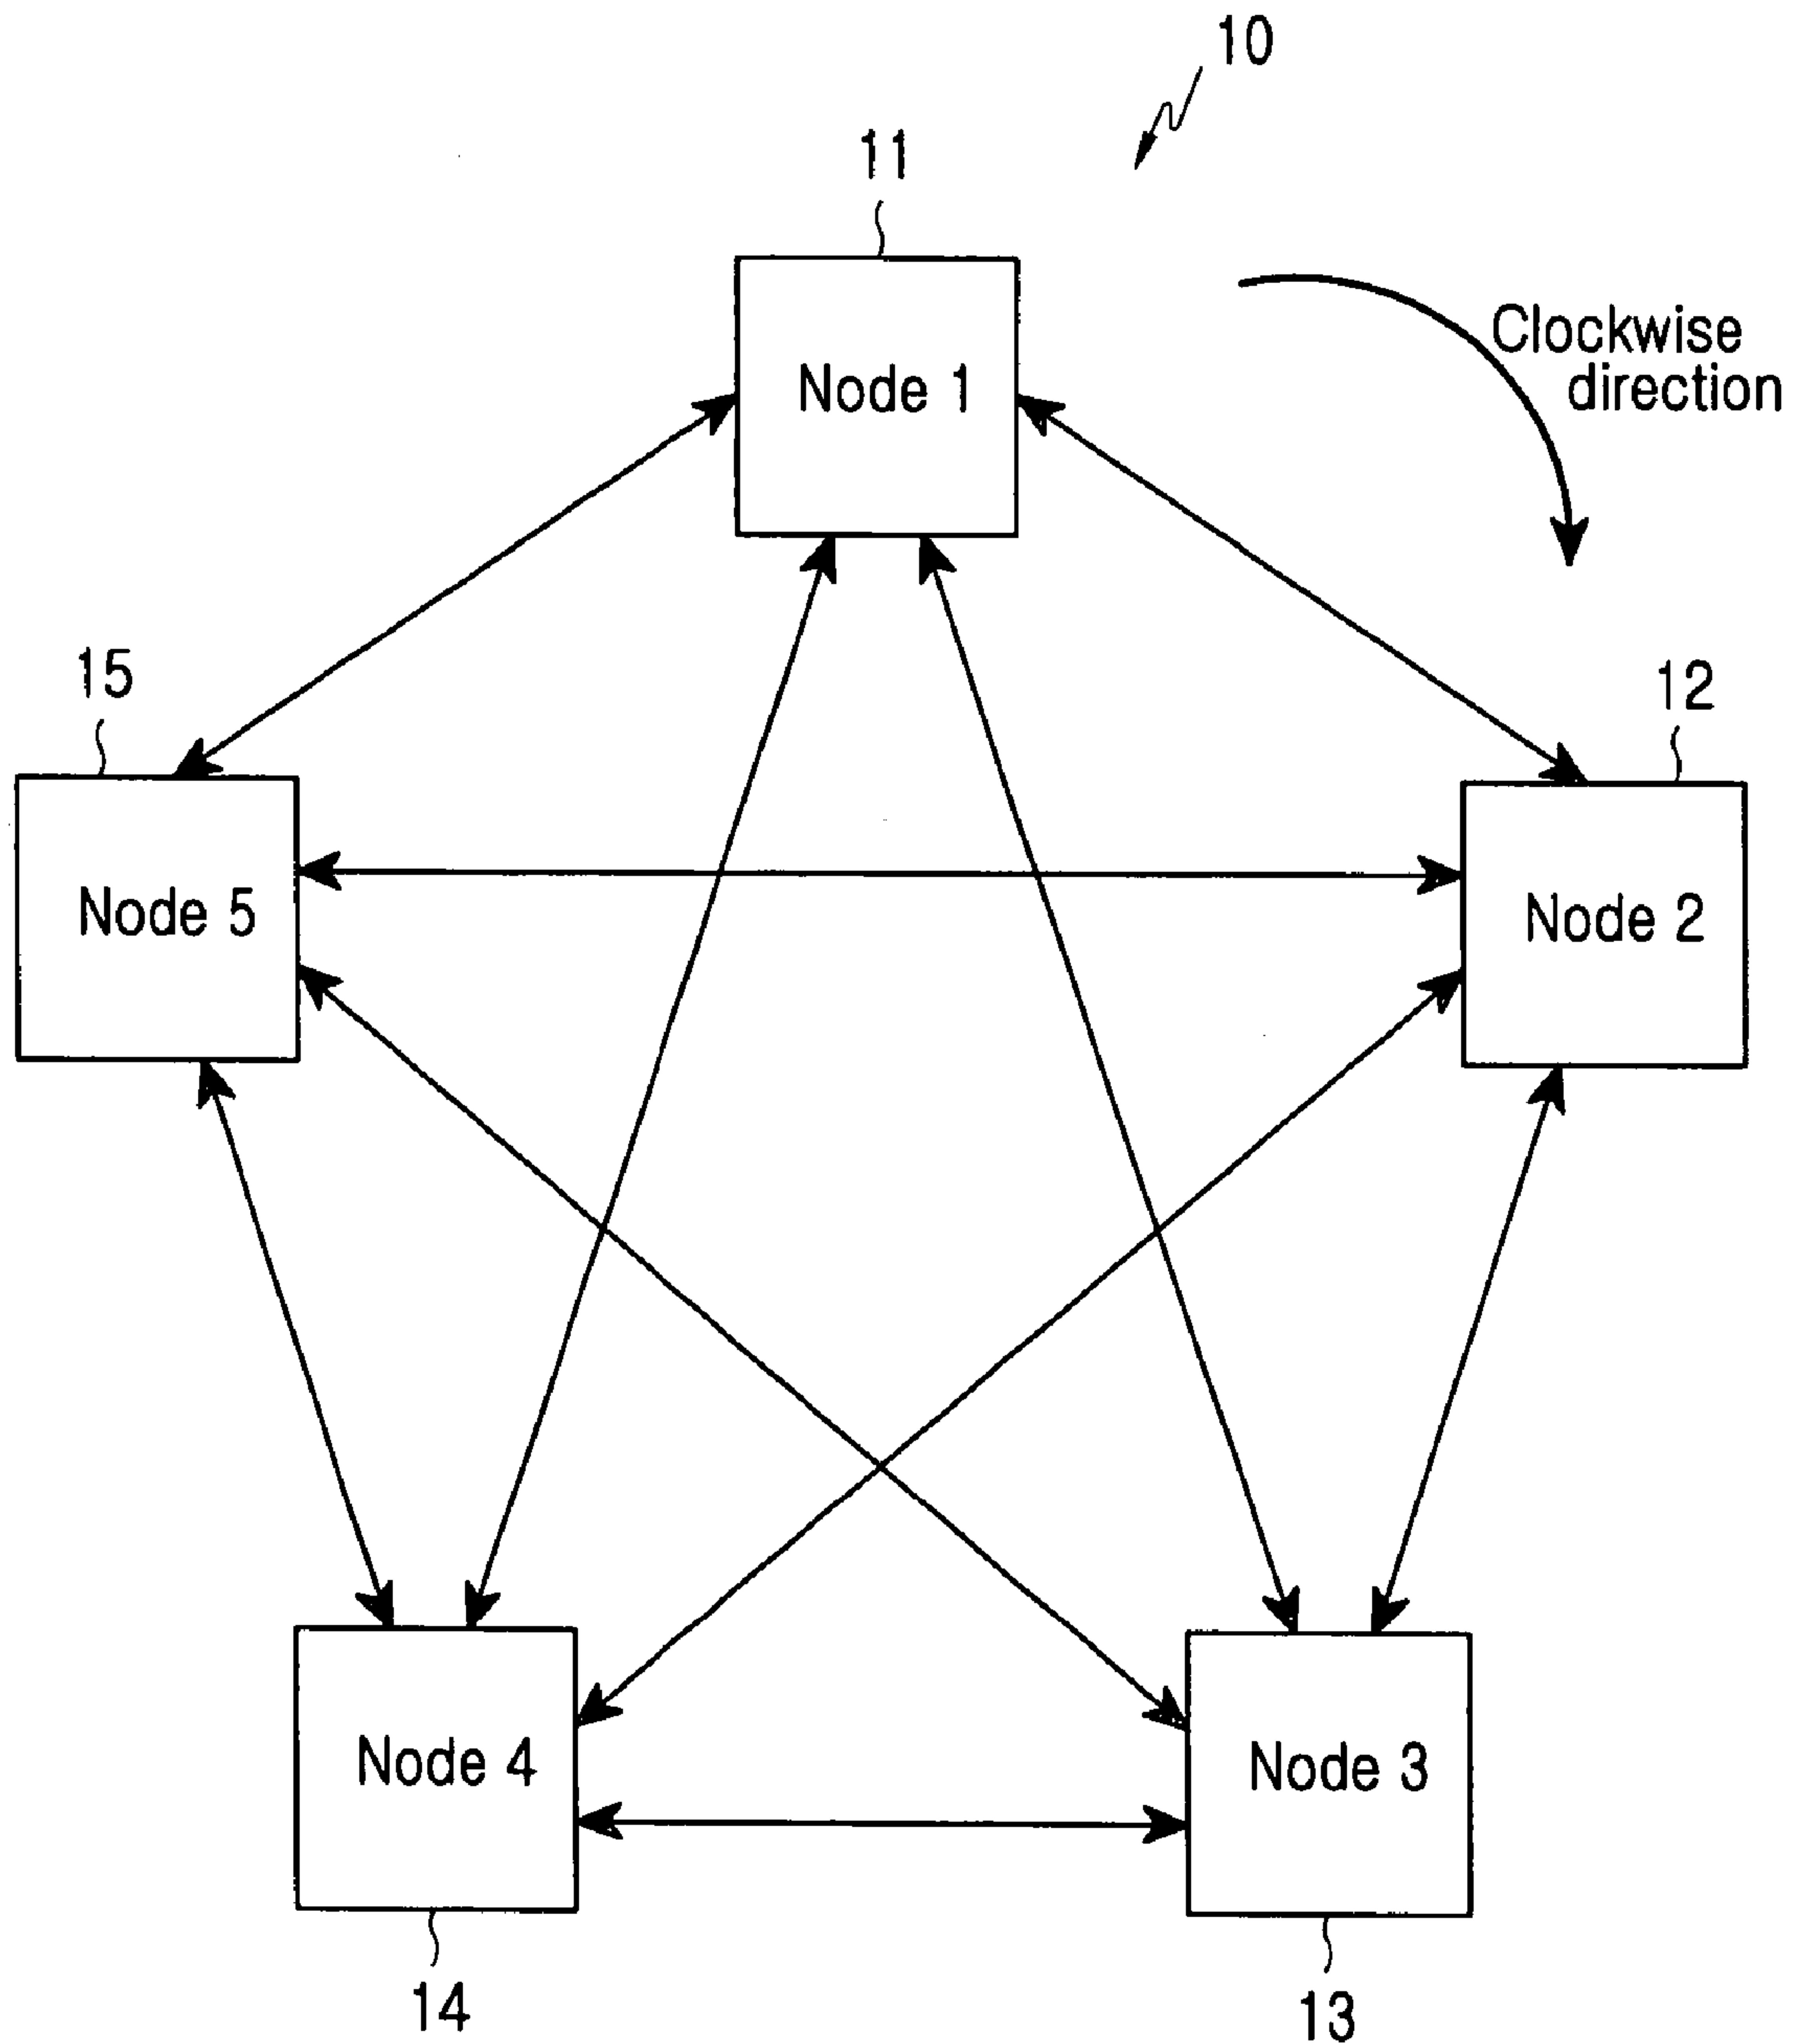 10
11
Clockwise
direction
Node 1
15
12
Node 5
Node 2
Node 4
Node 3
14
13